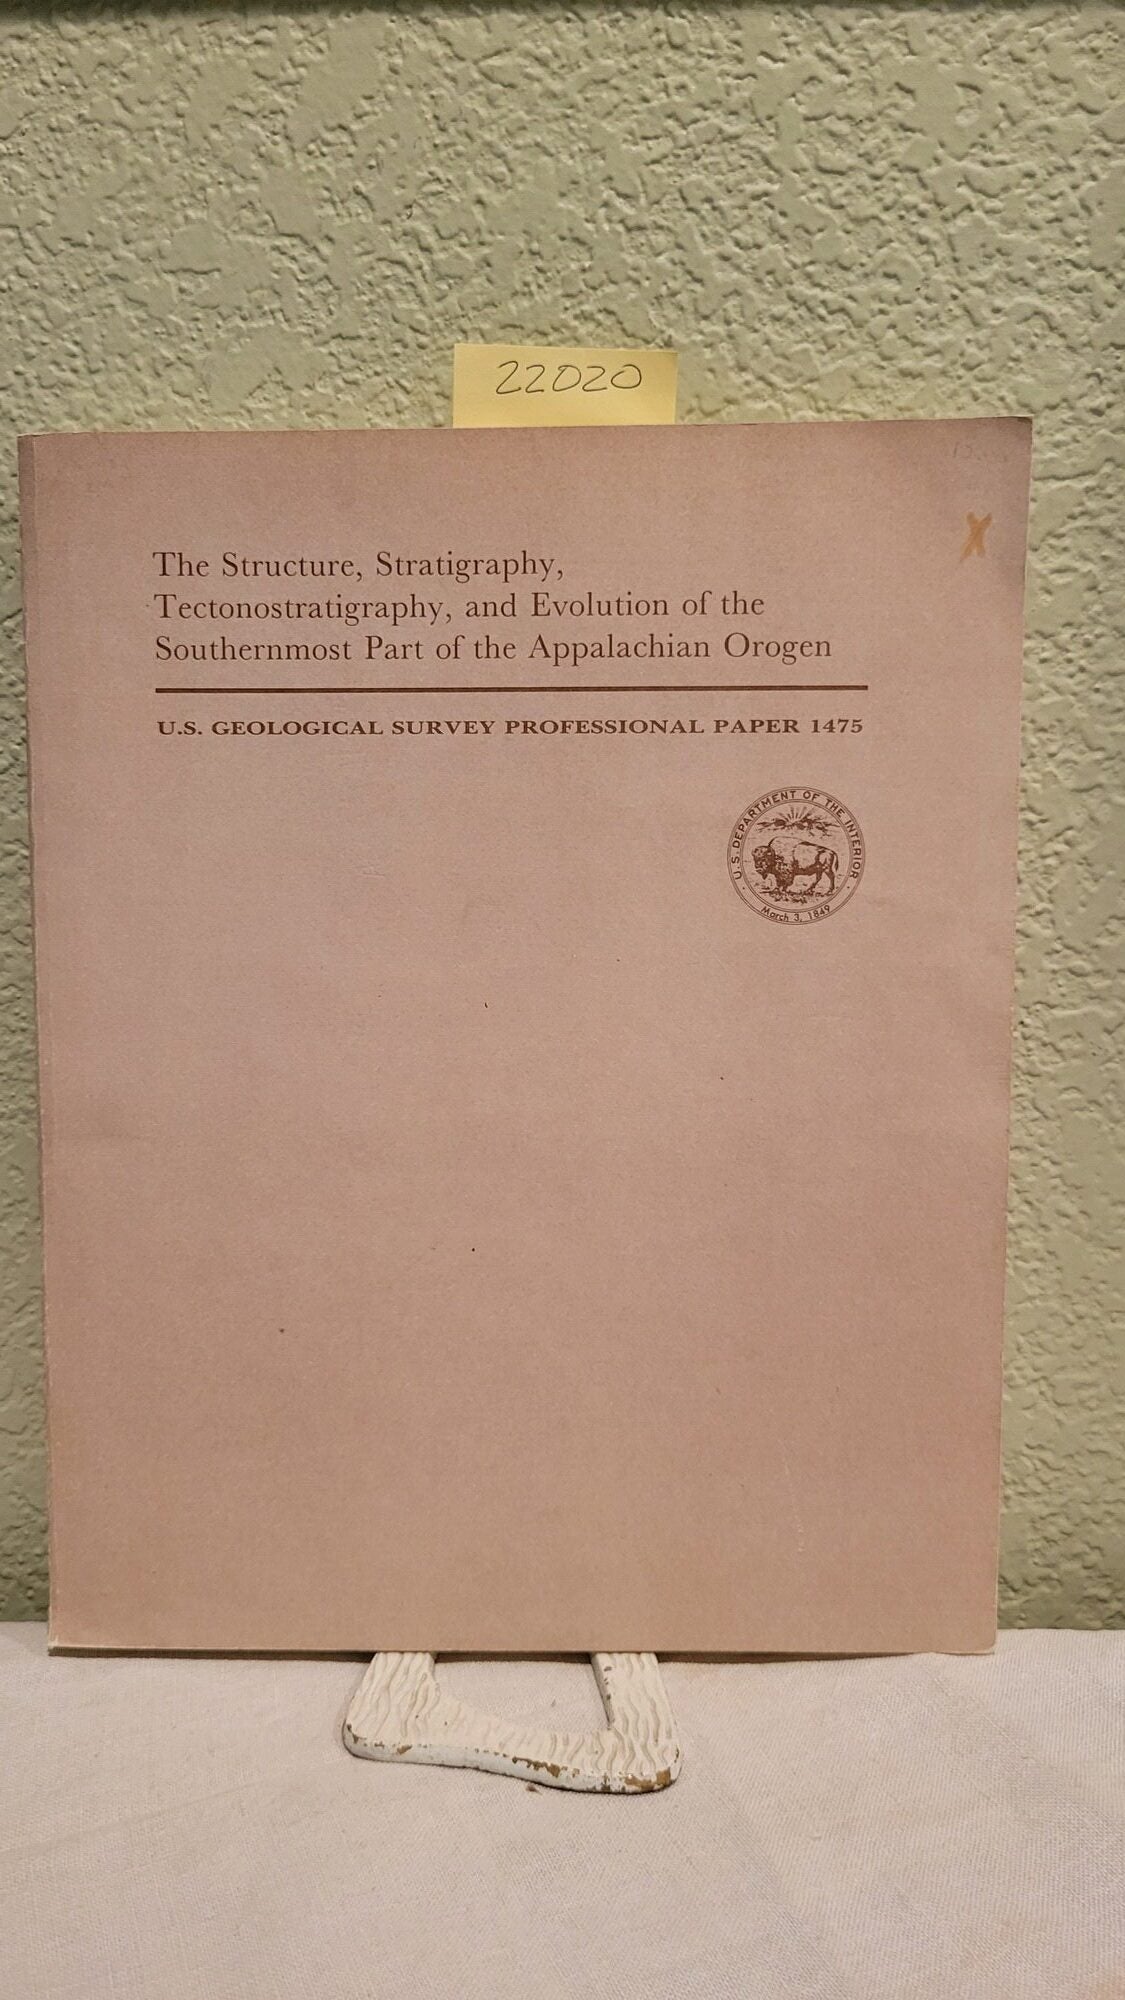 22020
The Structure, Stratigraphy,
Tectonostratigraphy, and Evolution of the
Southernmost Part of the Appalachian Orogen
U.S. GEOLOGICAL SURVEY PROFESSIONAL PAPER 1475
U.S. DEPARTMENT OF THE INTERIOR
March 3, 1849
X